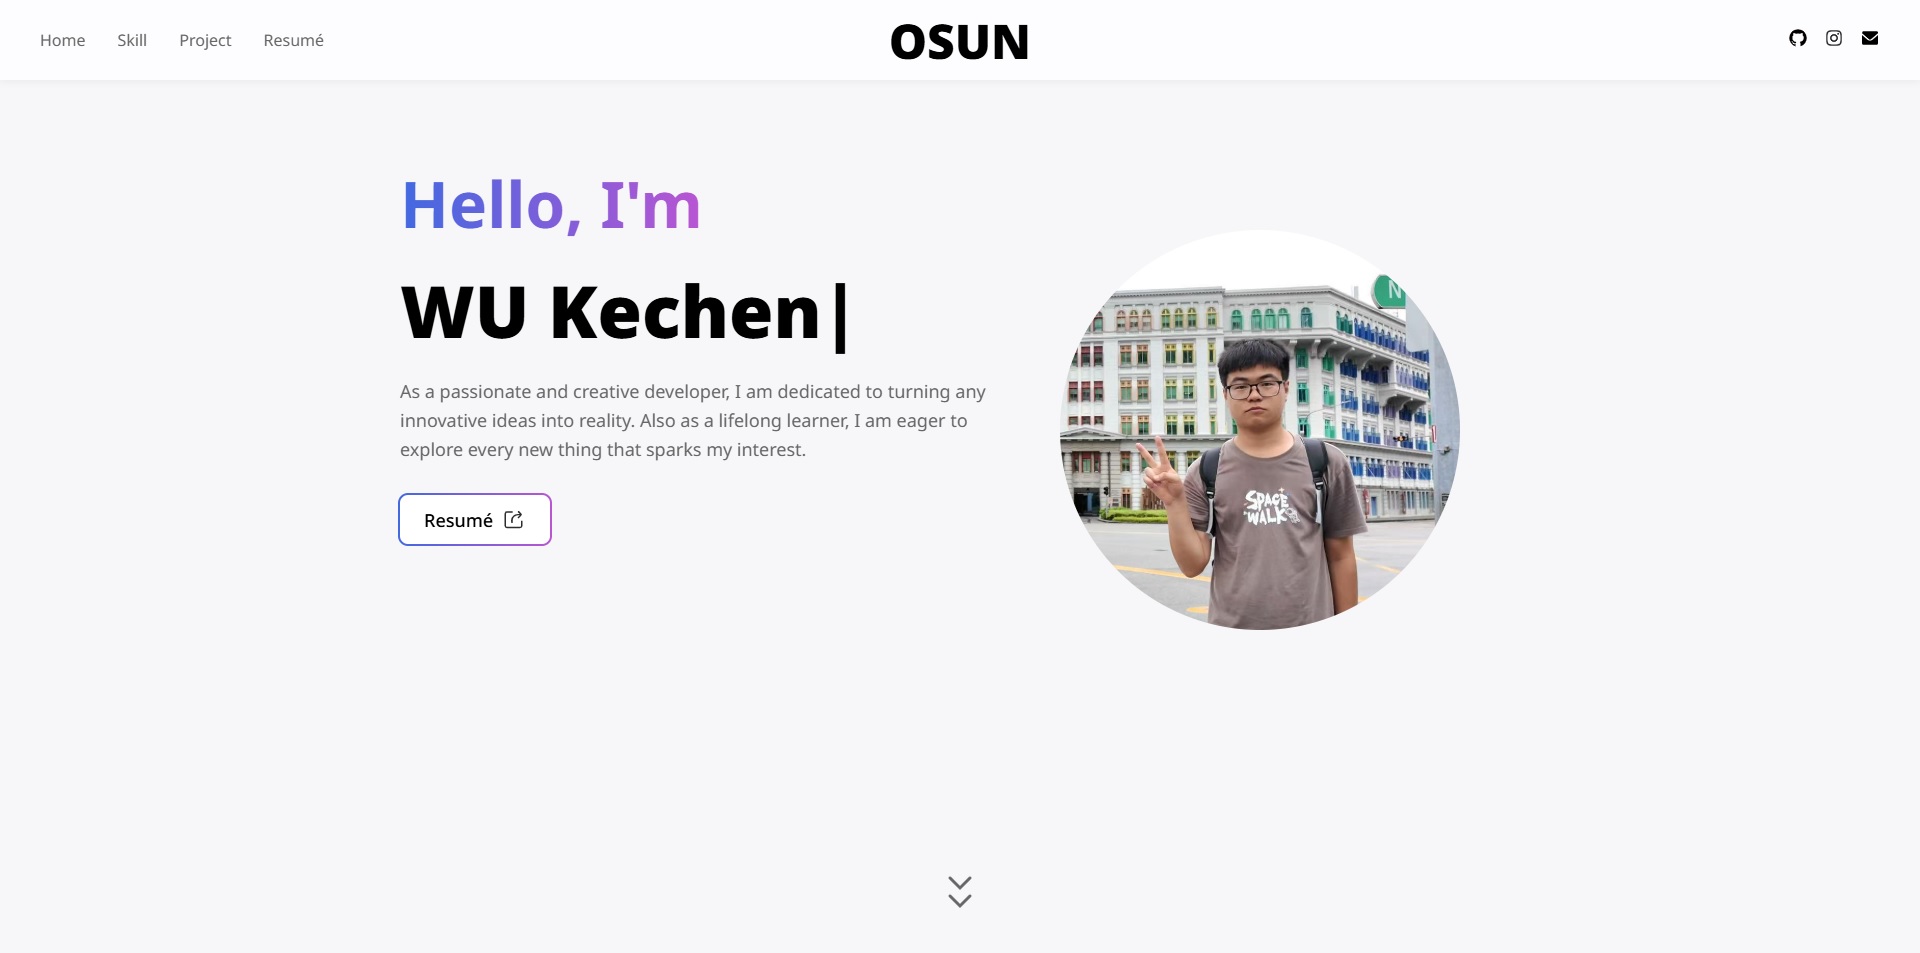 Home Skill Project Resumé
OSUN
Hello, I'm
WU Kechen|
As a passionate and creative developer, I am dedicated to turning any
innovative ideas into reality. Also as a lifelong learner, I am eager to
explore every new thing that sparks my interest.
Resumé
N
SPACE
WALK